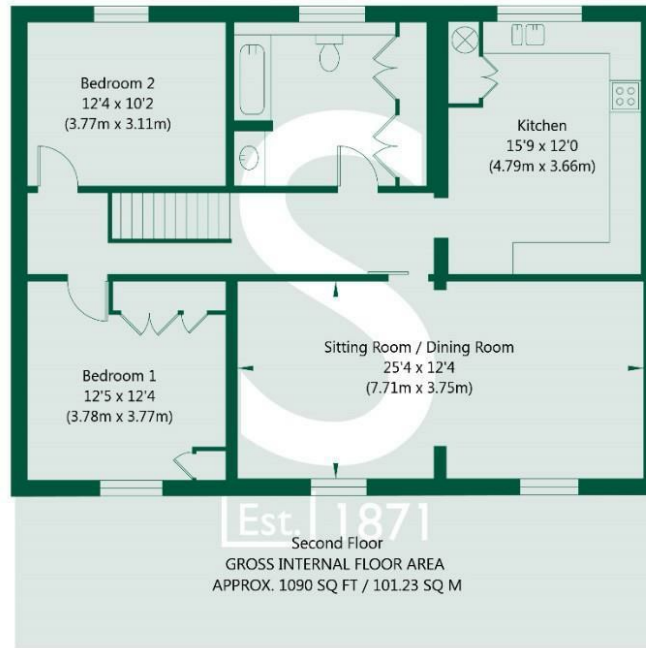 Bedroom 2
12'4 x 10'2
(3.77m x 3.11m)
Kitchen
15'9 x 12'0
(4.79m x 3.66m)
S
Sitting Room / Dining Room
25'4 x 12'4
(7.71m x 3.75m)
Bedroom 1
12'5 x 12'4
(3.78m x 3.77m)
Est. 1871
Second Floor
GROSS INTERNAL FLOOR AREA
APPROX. 1090 SQ FT / 101.23 SQ M